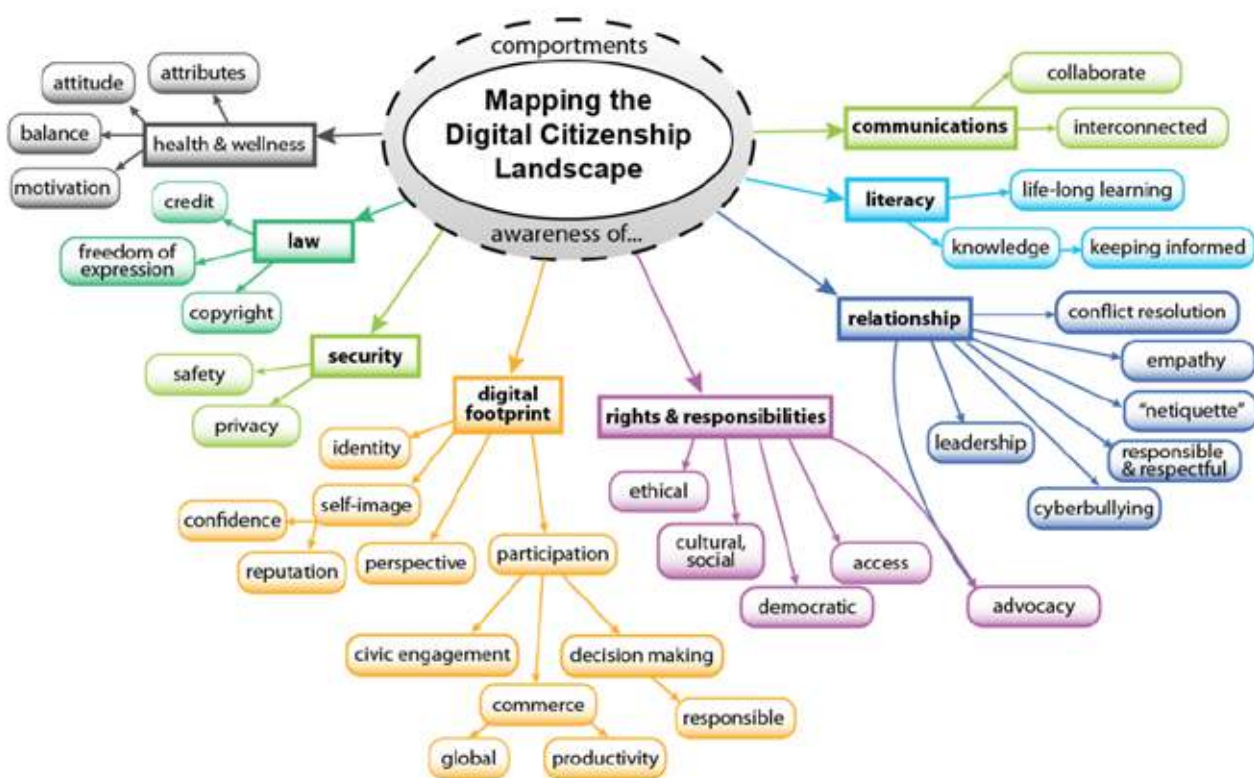 comportments
Mapping the
Digital Citizenship
Landscape
awareness of...
attributes
attitude
balance
health & wellness
motivation
credit
law
freedom of
expression
copyright
security
safety
privacy
digital
footprint
identity
self-image
confidence
reputation
perspective
participation
civic engagement
decision making
commerce
responsible
global
productivity
rights & responsibilities
ethical
cultural,
social
access
democratic
advocacy
communications
collaborate
interconnected
literacy
life-long learning
knowledge
keeping informed
relationship
conflict resolution
empathy
"netiquette"
leadership
responsible
& respectful
cyberbullying